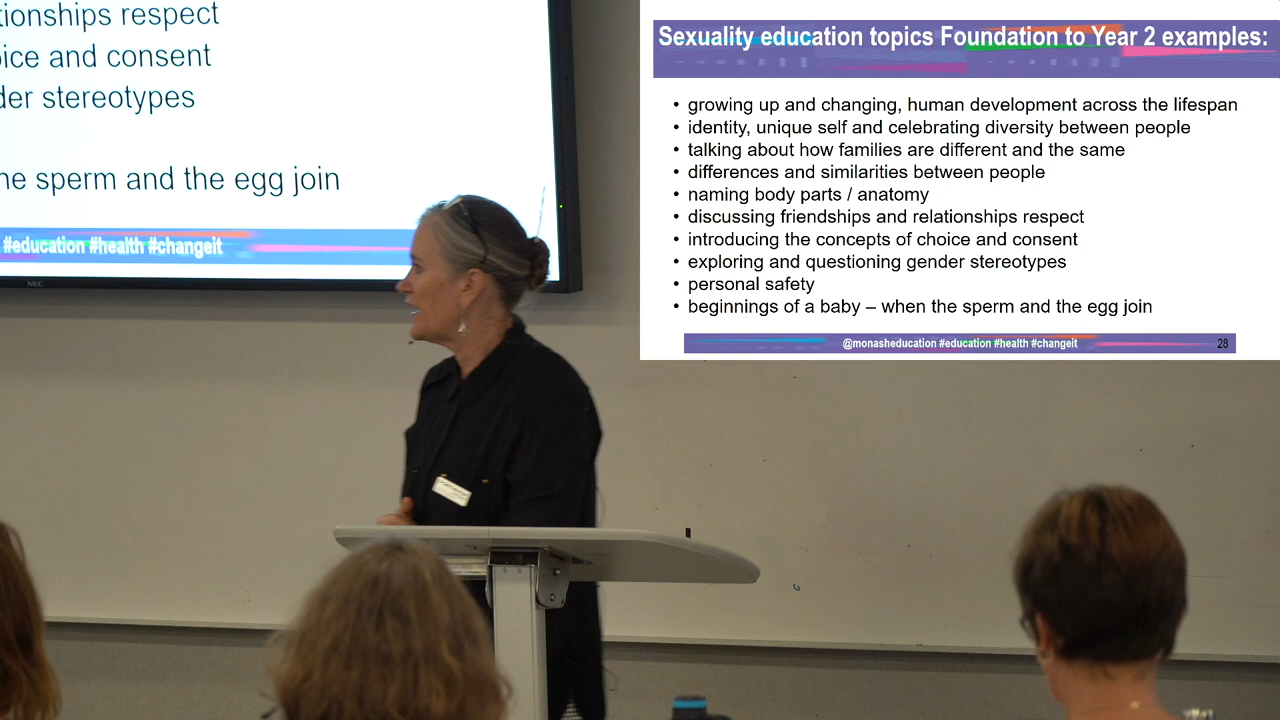 tionships respect
oice and consent
der stereotypes
he sperm and the egg join
#education #health #changeit
NEC
Sexuality education topics Foundation to Year 2 examples:
• growing up and changing, human development across the lifespan
• identity, unique self and celebrating diversity between people
• talking about how families are different and the same
• differences and similarities between people
• naming body parts / anatomy
• discussing friendships and relationships respect
• introducing the concepts of choice and consent
• exploring and questioning gender stereotypes
• personal safety
• beginnings of a baby – when the sperm and the egg join
@monasheducation #education #health #changeit
28